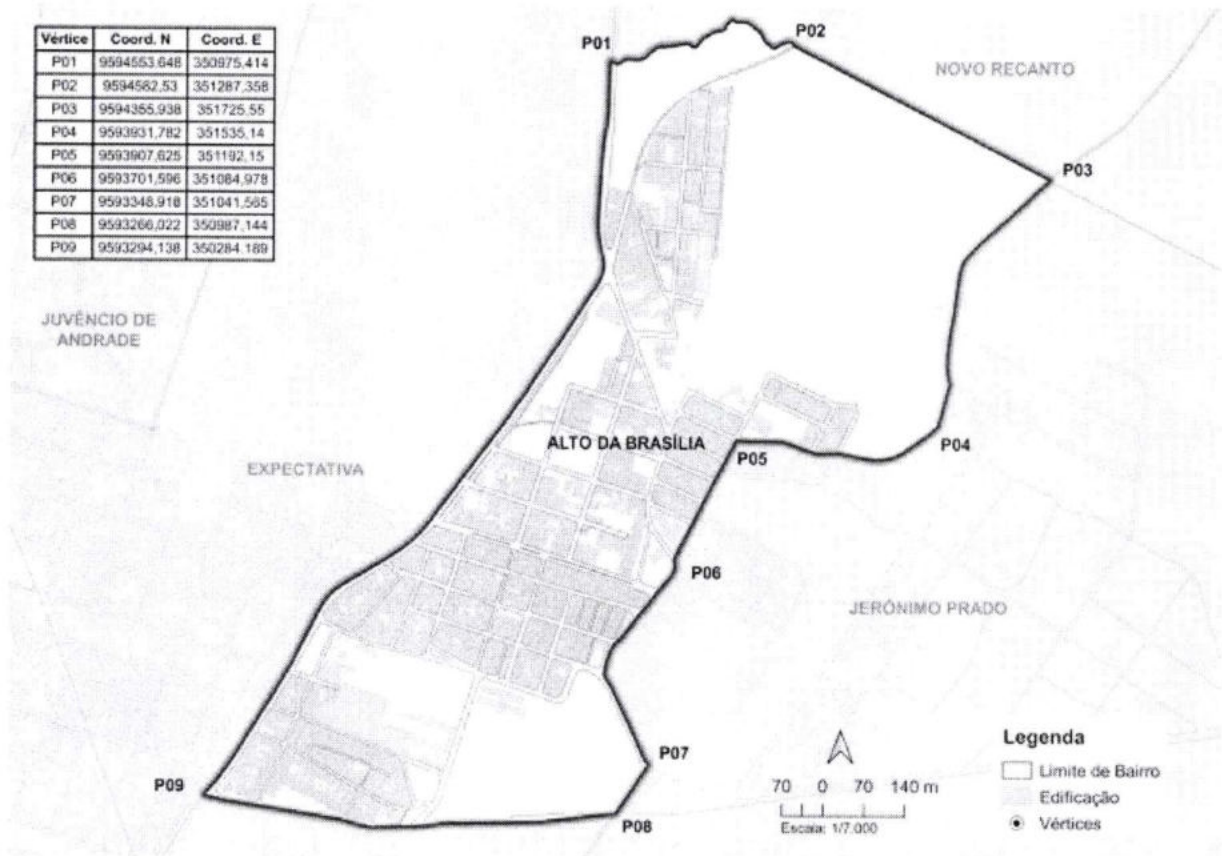 Vértice Coord. N Coord. E
P01 9594553,648 350975,414
P02 9594582,53 351287,358
P03 9594355,938 351725,55
P04 9593931,782 351535,14
P05 9593907,625 351192,15
P06 9593701,596 351084,978
P07 9593348,918 351041,565
P08 9593266,022 350987,144
P09 9593294,138 350284,189
P01
P02
NOVO RECANTO
P03
JUVÊNCIO DE
ANDRADE
ALTO DA BRASÍLIA
P05
P04
EXPECTATIVA
P06
JERÔNIMO PRADO
P07
P09
P08
70 0 70 140 m
Escala: 1/7.000
Legenda
Limite de Bairro
Edificação
Vértices